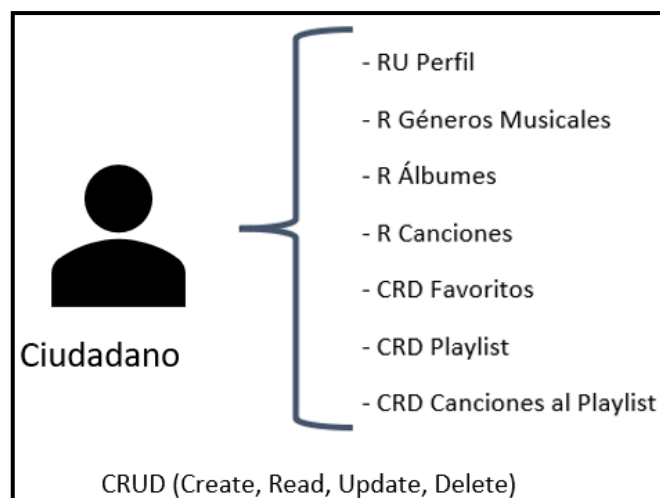 - RU Perfil
- R Géneros Musicales
- R Álbumes
- R Canciones
- CRD Favoritos
- CRD Playlist
- CRD Canciones al Playlist
Ciudadano
CRUD (Create, Read, Update, Delete)